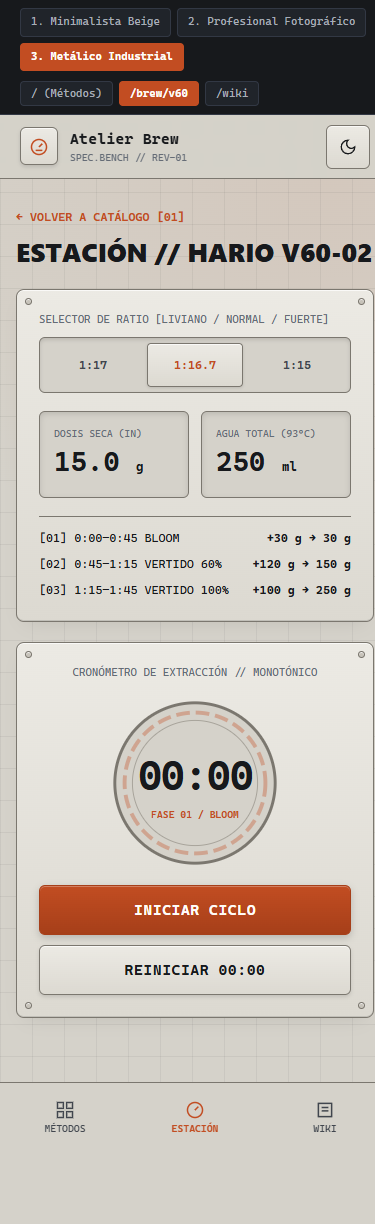 1. Minimalista Beige
2. Profesional Fotográfico
3. Metálico Industrial
/ (Métodos)
/brew/v60
/wiki
Atelier Brew
SPEC.BENCH // REV-01
← VOLVER A CATÁLOGO [01]
ESTACIÓN // HARIO V60-02
SELECTOR DE RATIO [LIVIANO / NORMAL / FUERTE]
1:17
1:16.7
1:15
DOSIS SECA (IN)
15.0 g
AGUA TOTAL (93°C)
250 ml
[01] 0:00–0:45 BLOOM +30 g → 30 g
[02] 0:45–1:15 VERTIDO 60% +120 g → 150 g
[03] 1:15–1:45 VERTIDO 100% +100 g → 250 g
CRONÓMETRO DE EXTRACCIÓN // MONOTÓNICO
00:00
FASE 01 / BLOOM
INICIAR CICLO
REINICIAR 00:00
MÉTODOS
ESTACIÓN
WIKI